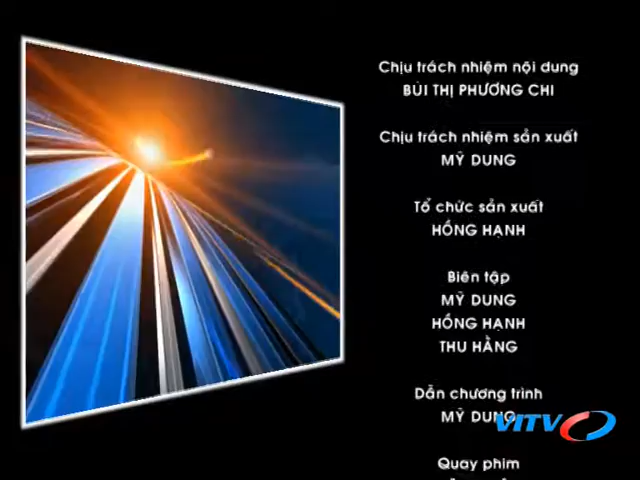 Chịu trách nhiệm nội dung
BÙI THỊ PHƯƠNG CHI
Chịu trách nhiệm sản xuất
MỸ DUNG
Tổ chức sản xuất
HỒNG HẠNH
Biên tập
MỸ DUNG
HỒNG HẠNH
THU HẰNG
Dẫn chương trình
MỸ DUNG
VITV
Quay phim